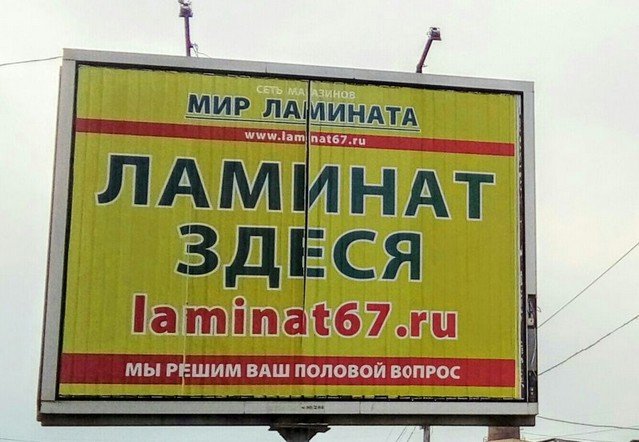 СЕТЬ МАГАЗИНОВ
МИР ЛАМИНАТА
www.laminat67.ru
ЛАМИНАТ
ЗДЕСЯ
laminat67.ru
МЫ РЕШИМ ВАШ ПОЛОВОЙ ВОПРОС